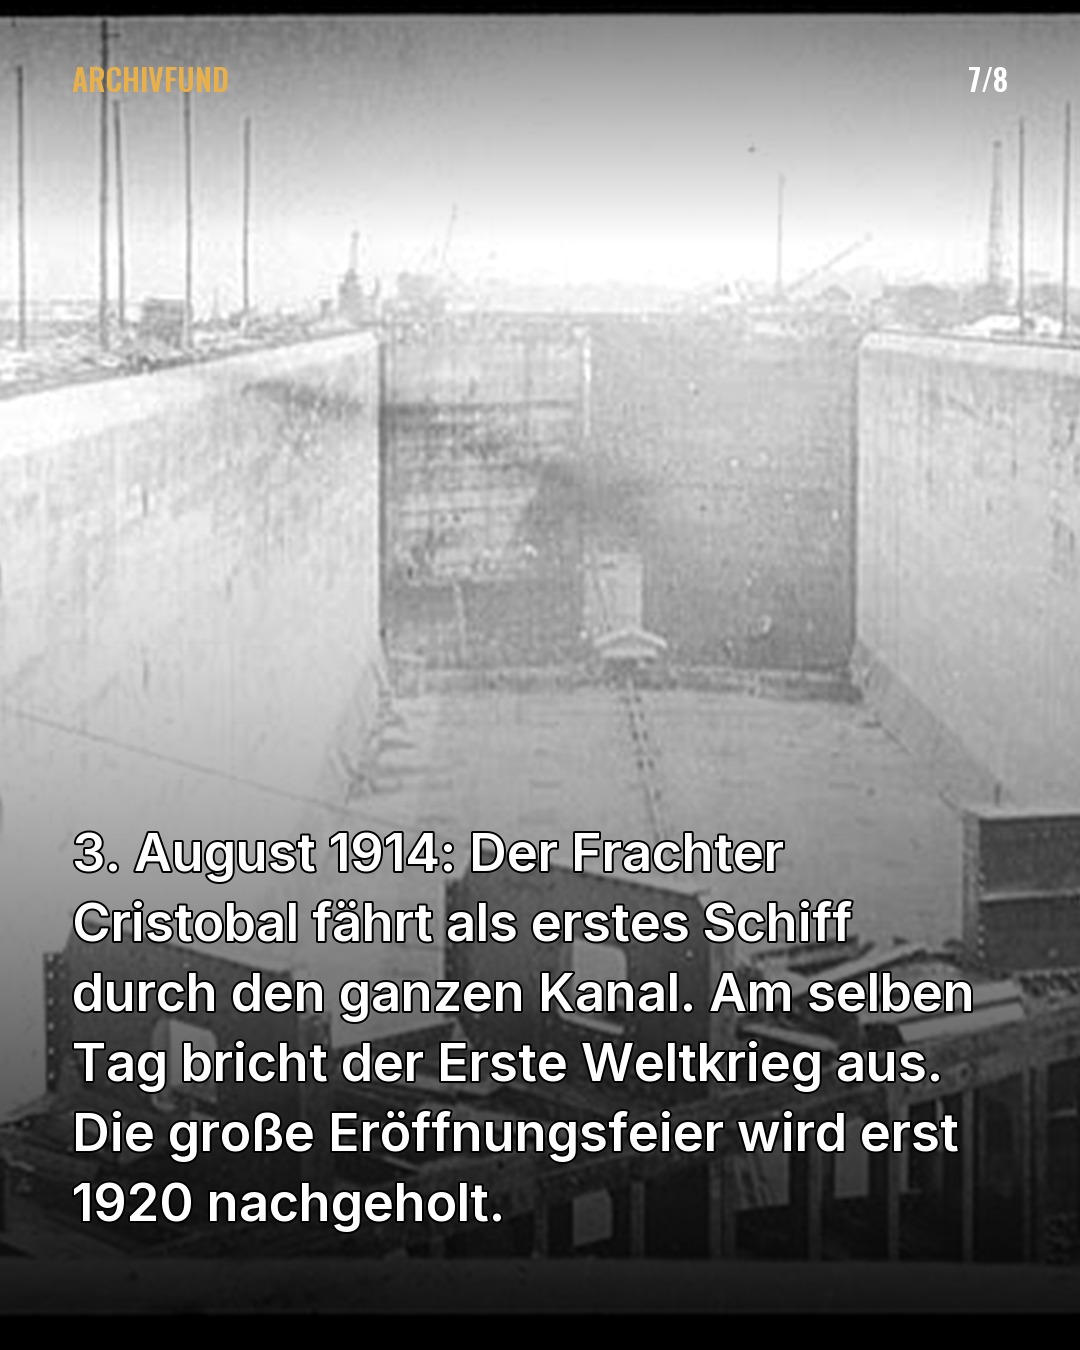 ARCHIVFUND
7/8
3. August 1914: Der Frachter
Cristobal fährt als erstes Schiff
durch den ganzen Kanal. Am selben
Tag bricht der Erste Weltkrieg aus.
Die große Eröffnungsfeier wird erst
1920 nachgeholt.